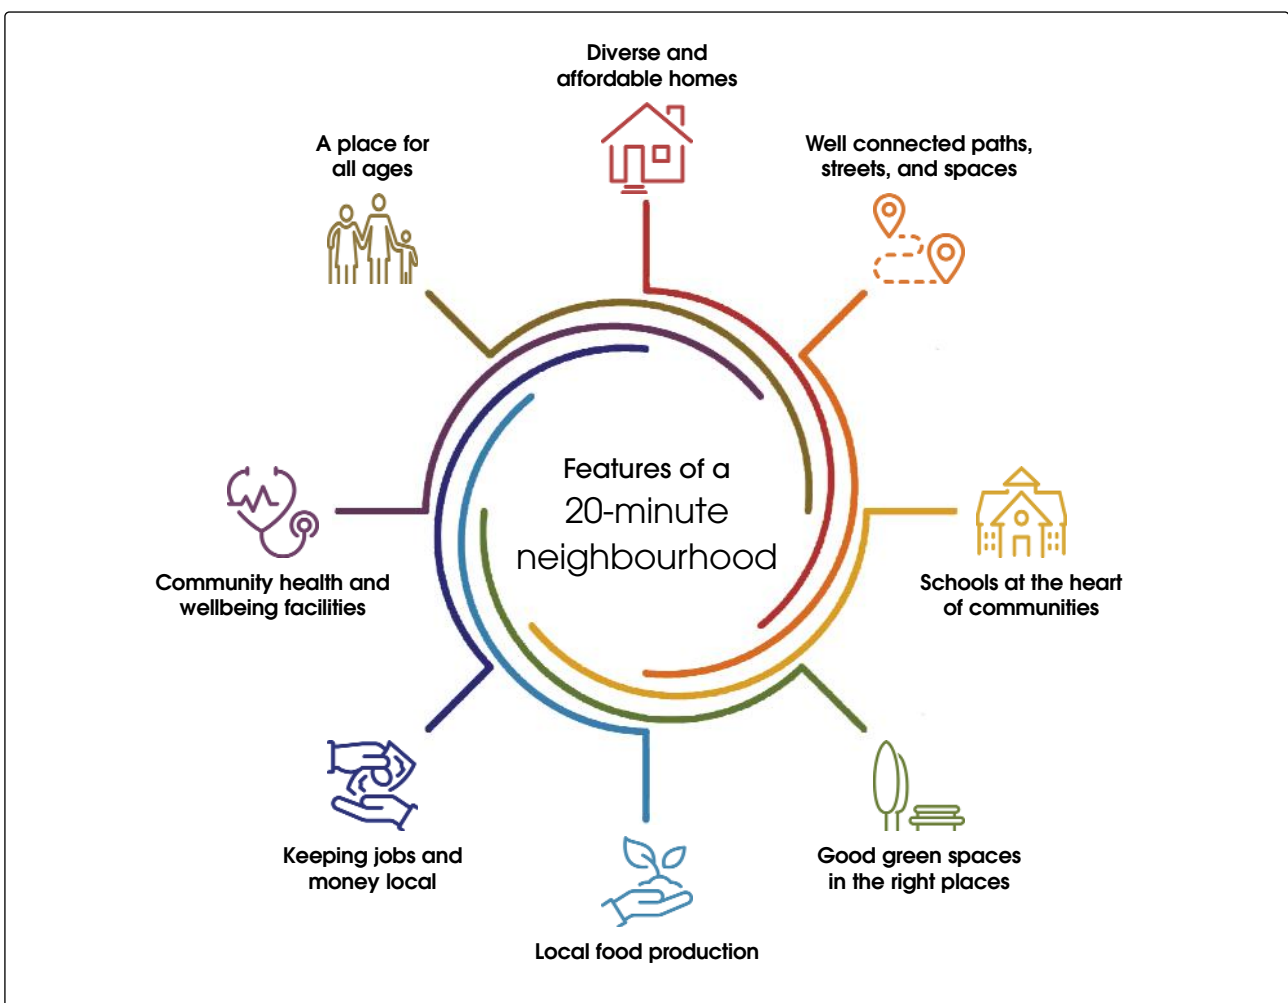 Diverse and
affordable homes
A place for
all ages
Well connected paths,
streets, and spaces
Features of a
20-minute
neighbourhood
Community health and
wellbeing facilities
Schools at the heart
of communities
Keeping jobs and
money local
Good green spaces
in the right places
Local food production